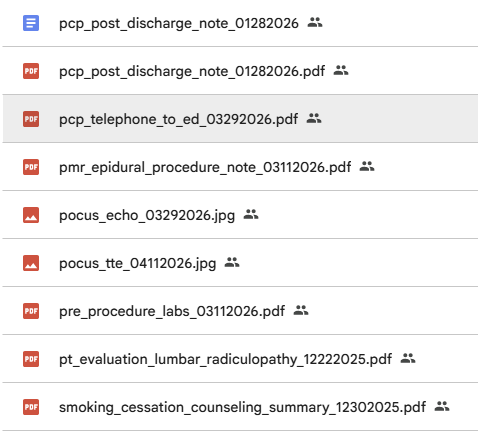 pcp_post_discharge_note_01282026
PDF pcp_post_discharge_note_01282026.pdf
PDF pcp_telephone_to_ed_03292026.pdf
PDF pmr_epidural_procedure_note_03112026.pdf
pocus_echo_03292026.jpg
pocus_tte_04112026.jpg
PDF pre_procedure_labs_03112026.pdf
PDF pt_evaluation_lumbar_radiculopathy_12222025.pdf
PDF smoking_cessation_counseling_summary_12302025.pdf